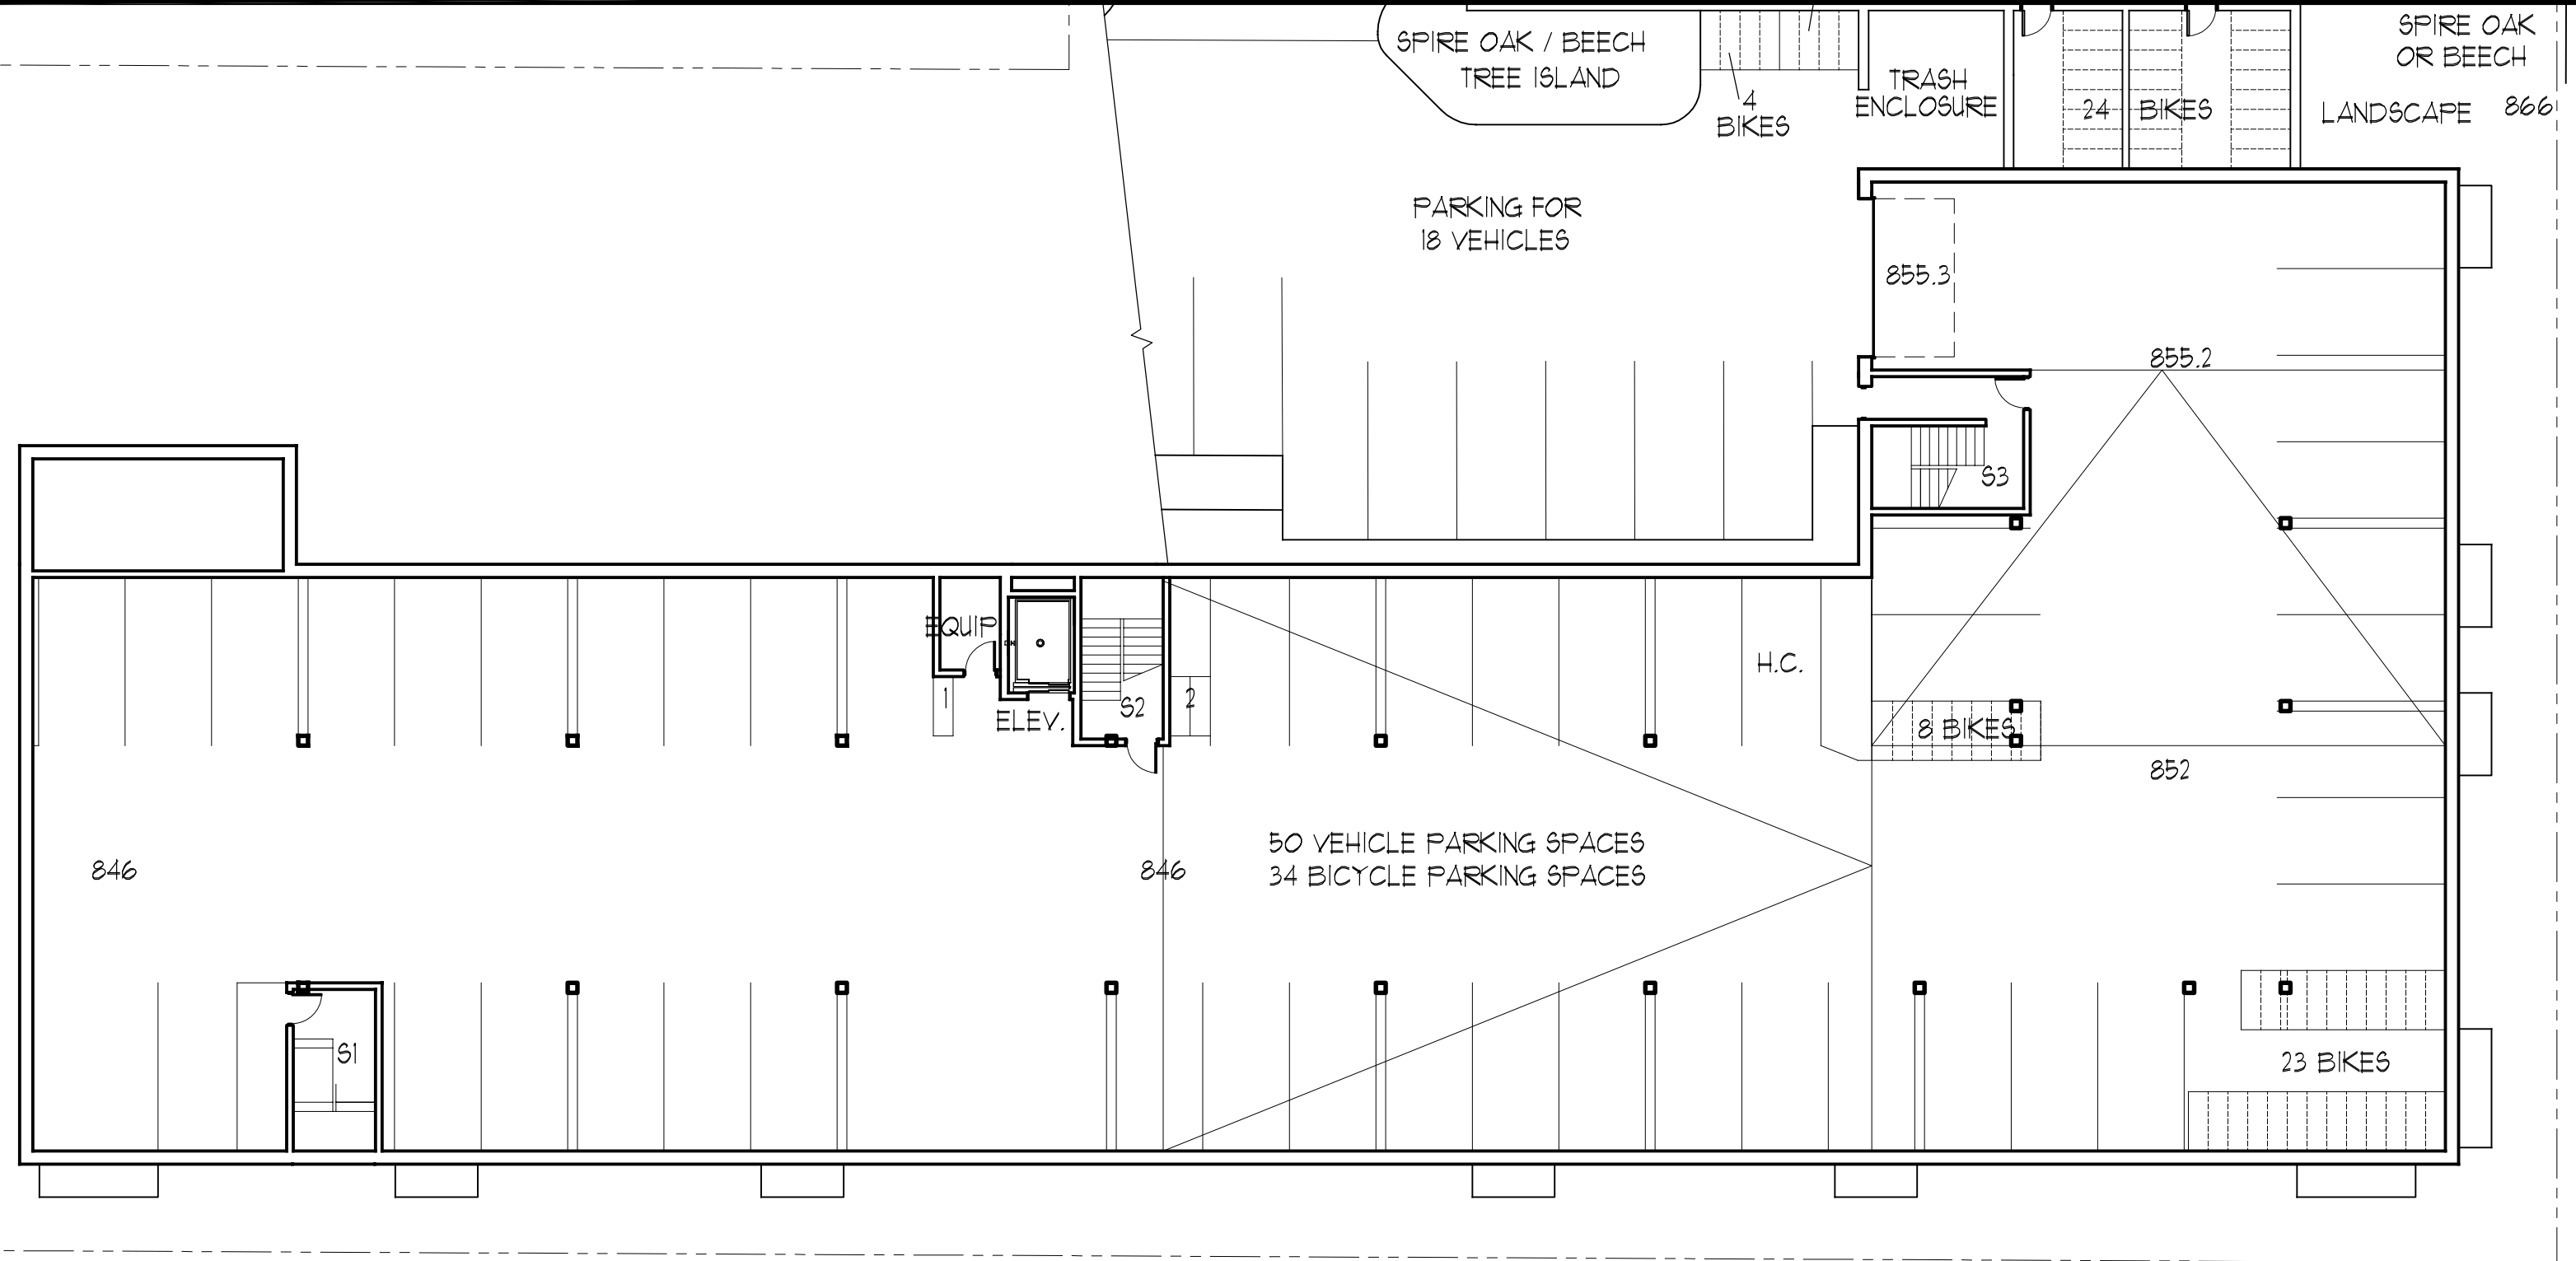 SPIRE OAK / BEECH
TREE ISLAND
4
BIKES
TRASH
ENCLOSURE
24 BIKES
SPIRE OAK
OR BEECH
LANDSCAPE 866
PARKING FOR
18 VEHICLES
855.3
855.2
S3
EQUIP
H.C.
1
ELEV.
S2
2
8 BIKES
852
50 VEHICLE PARKING SPACES
34 BICYCLE PARKING SPACES
846
846
S1
23 BIKES